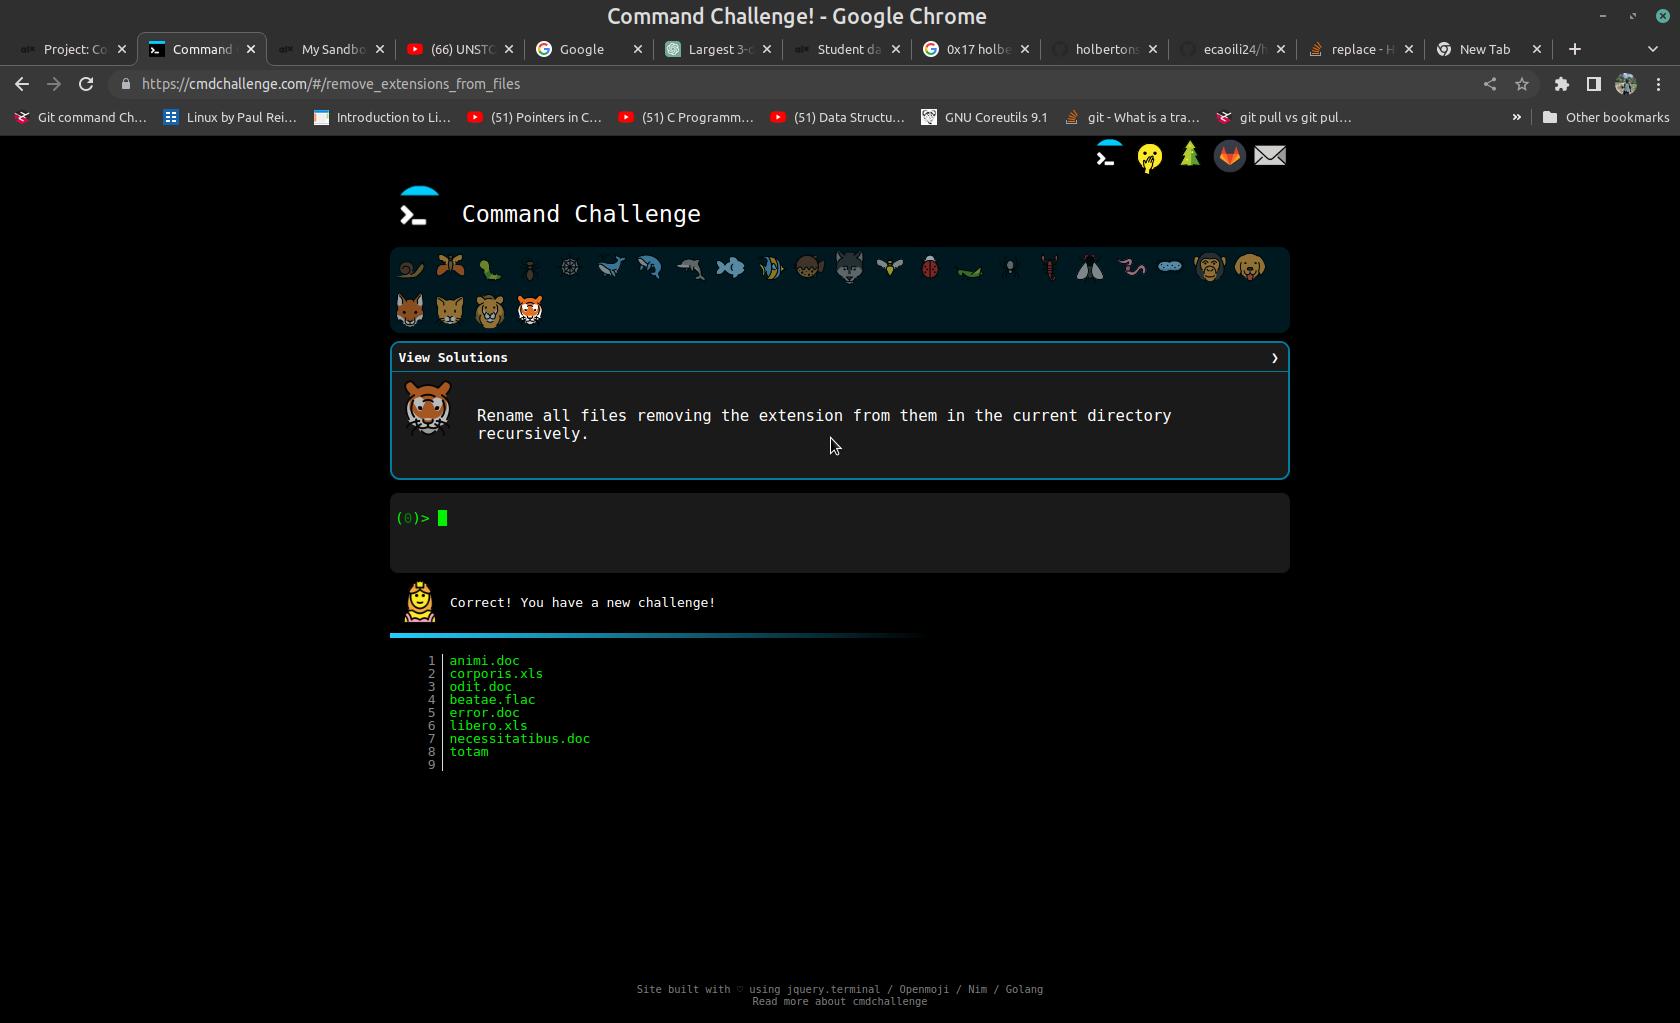 Command Challenge! - Google Chrome
Project: Co
Command
My Sandbo
(66) UNSTC
Google
Largest 3-d
Student da
0x17 holbe
holbertons
ecaoili24/h
replace - H
New Tab
https://cmdchallenge.com/#/remove_extensions_from_files
Git command Ch...
Linux by Paul Rei...
Introduction to Li...
(51) Pointers in C...
(51) C Programm...
(51) Data Structu...
GNU Coreutils 9.1
git - What is a tra...
git pull vs git pul...
»
Other bookmarks
Command Challenge
View Solutions
Rename all files removing the extension from them in the current directory
recursively.
(0)>
Correct! You have a new challenge!
1 animi.doc
2 corporis.xls
3 odit.doc
4 beatae.flac
5 error.doc
6 libero.xls
7 necessitatibus.doc
8 totam
9
Site built with ♡ using jquery.terminal / Openmoji / Nim / Golang
Read more about cmdchallenge